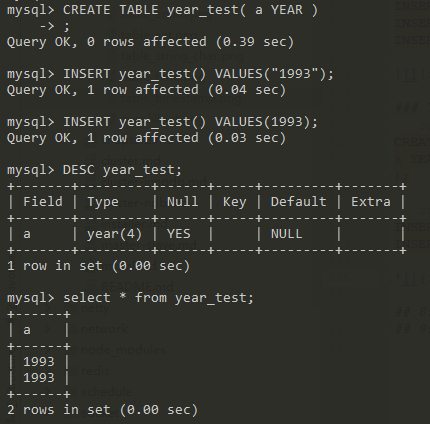 mysql> CREATE TABLE year_test( a YEAR )
    -> ;
Query OK, 0 rows affected (0.39 sec)

mysql> INSERT year_test() VALUES("1993");
Query OK, 1 row affected (0.04 sec)

mysql> INSERT year_test() VALUES(1993);
Query OK, 1 row affected (0.03 sec)

mysql> DESC year_test;
+-------+---------+------+-----+---------+-------+
| Field | Type    | Null | Key | Default | Extra |
+-------+---------+------+-----+---------+-------+
| a     | year(4) | YES  |     | NULL    |       |
+-------+---------+------+-----+---------+-------+
1 row in set (0.00 sec)

mysql> select * from year_test;
+------+
| a    |
+------+
| 1993 |
| 1993 |
+------+
2 rows in set (0.00 sec)